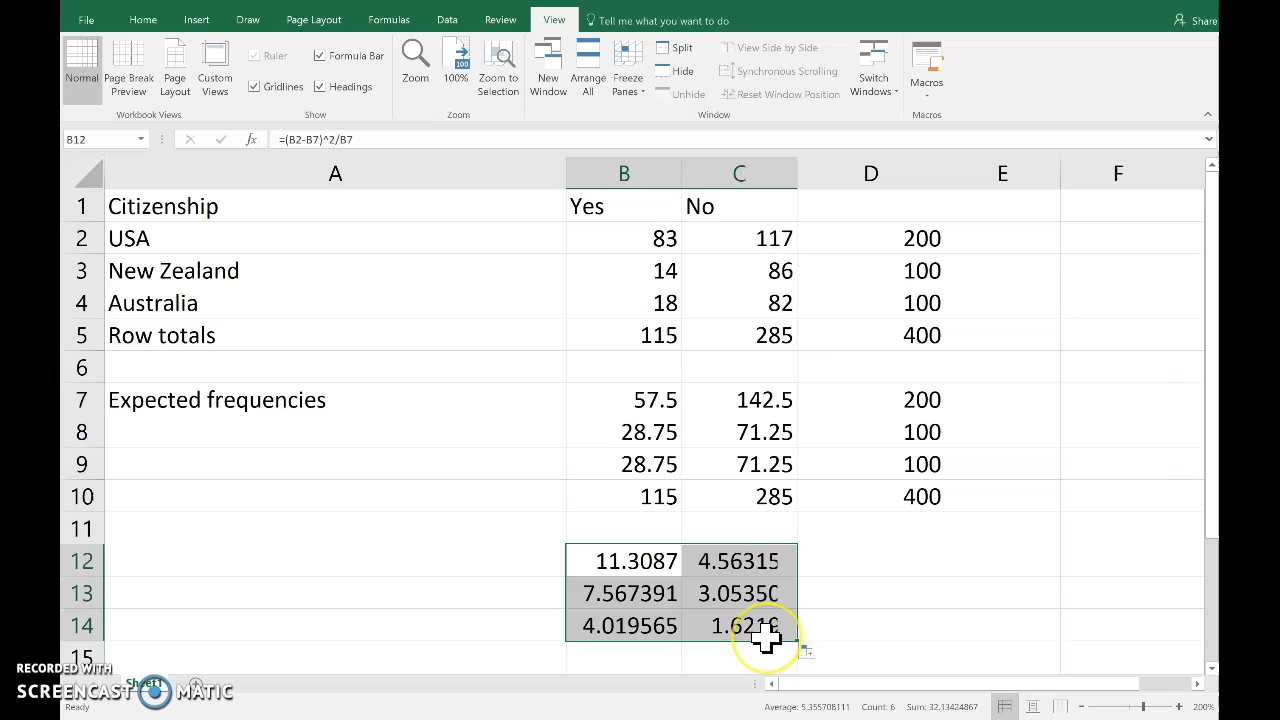 File Home Insert Draw Page Layout Formulas Data Review View Tell me what you want to do Share
Normal Page Break Preview Page Layout Custom Views
Ruler Formula Bar
Gridlines Headings
Zoom 100% Zoom to Selection
New Window Arrange All Freeze Panes
Split
Hide
Unhide
View Side by Side
Synchronous Scrolling
Reset Window Position
Switch Windows
Macros
Workbook Views Show Zoom Window Macros
B12 fx =(B2-B7)^2/B7
A B C D E F
1 Citizenship Yes No
2 USA 83 117 200
3 New Zealand 14 86 100
4 Australia 18 82 100
5 Row totals 115 285 400
6
7 Expected frequencies 57.5 142.5 200
8 28.75 71.25 100
9 28.75 71.25 100
10 115 285 400
11
12 11.3087 4.56315
13 7.567391 3.05350
14 4.019565
15
RECORDED WITH
SCREENCAST MATIC
Sheet1
Ready Average: 5.355708111 Count: 6 Sum: 32.13424867 200%